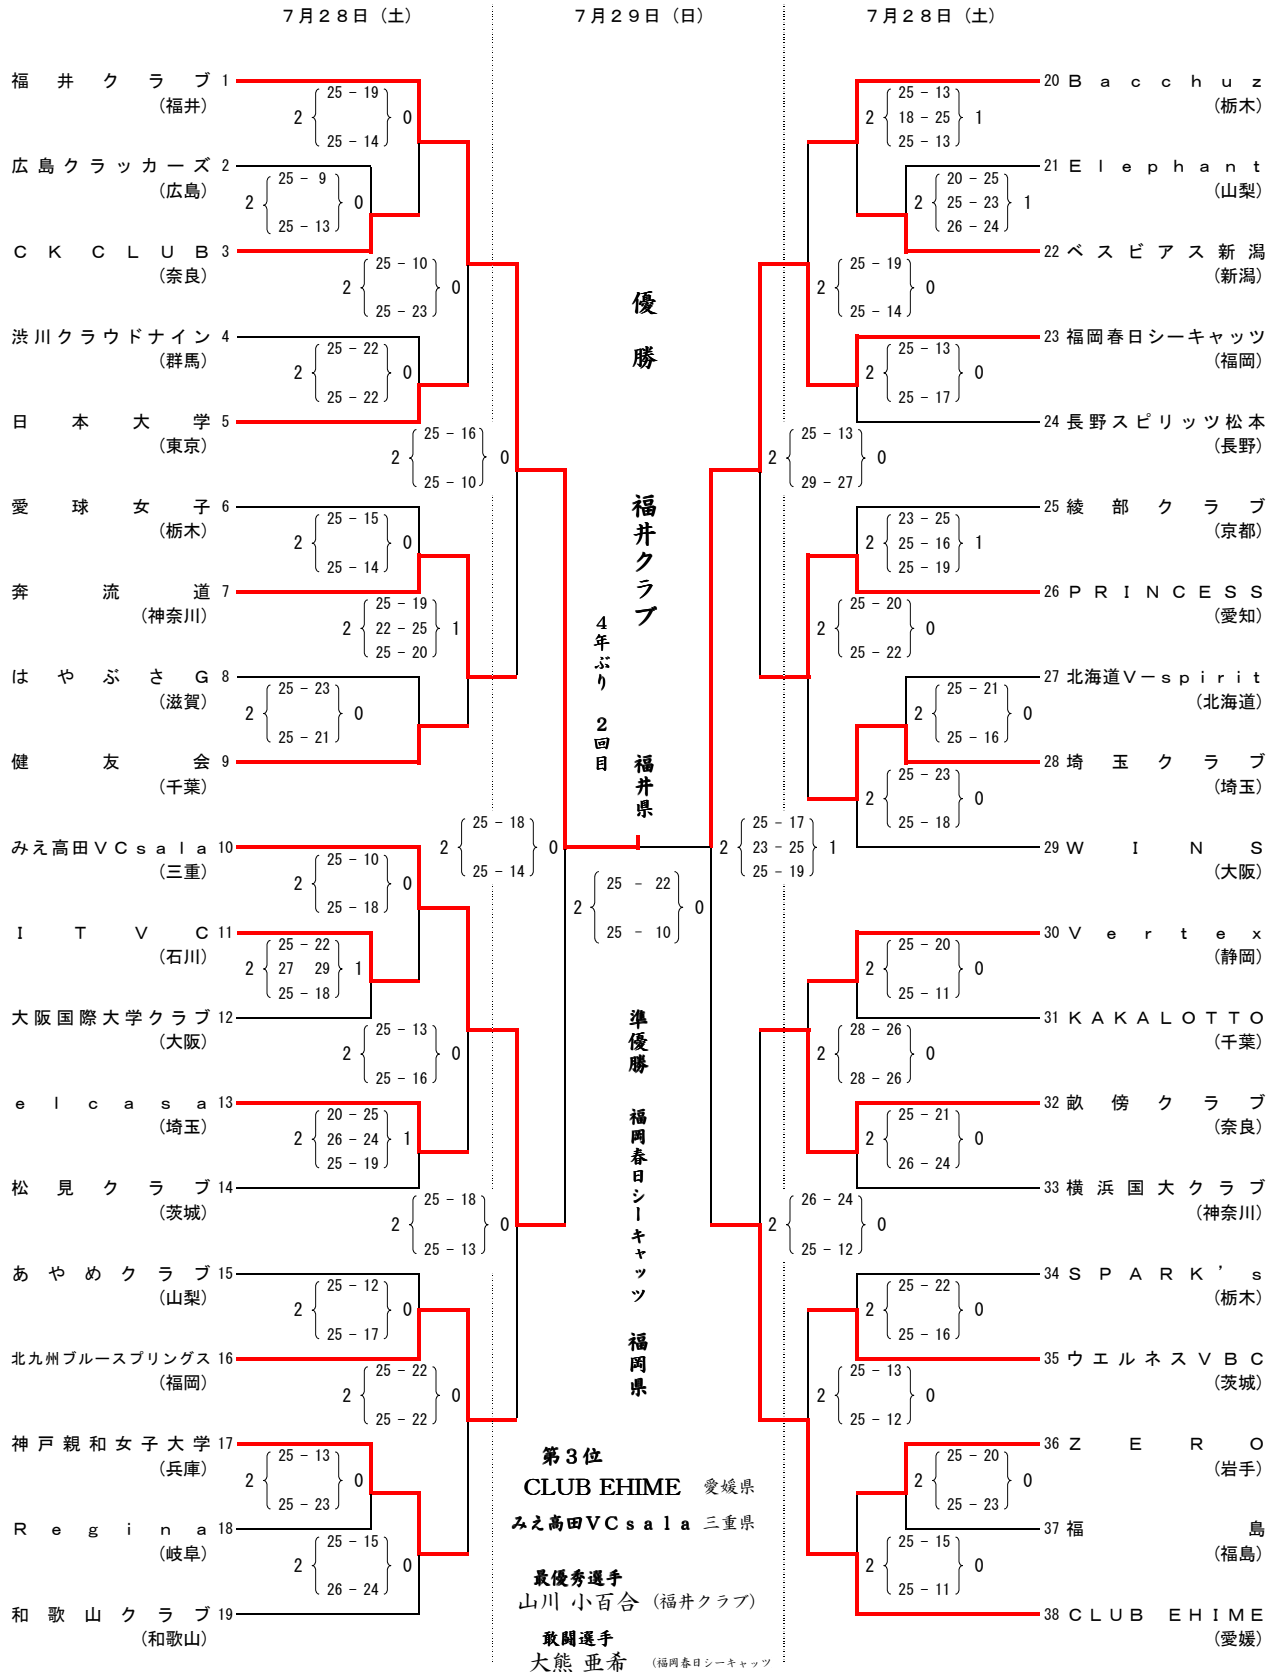 ７月２８日（土）
７月２９日（日）
７月２８日（土）
福井クラブ 1
（福井）
25 － 19
2 0
25 － 14
広島クラッカーズ 2
（広島）
25 － 9
2 0
25 － 13
ＣＫ ＣＬＵＢ 3
（奈良）
25 － 10
2 0
25 － 23
渋川クラウドナイン 4
（群馬）
25 － 22
2 0
25 － 22
日本大学 5
（東京）
25 － 16
2 0
25 － 10
愛球女子 6
（栃木）
25 － 15
2 0
25 － 14
奔流道 7
（神奈川）
25 － 19
2 22 － 25 1
25 － 20
はやぶさＧ 8
（滋賀）
25 － 23
2 0
25 － 21
健友会 9
（千葉）
25 － 18
2 0
25 － 14
みえ高田ＶＣｓａｌａ 10
（三重）
25 － 10
2 0
25 － 18
ＩＴＶＣ 11
（石川）
25 － 22
2 27 29 1
25 － 18
大阪国際大学クラブ 12
（大阪）
25 － 13
2 0
25 － 16
ｅｌｃａｓａ 13
（埼玉）
20 － 25
2 26 － 24 1
25 － 19
松見クラブ 14
（茨城）
25 － 18
2 0
25 － 13
あやめクラブ 15
（山梨）
25 － 12
2 0
25 － 17
北九州ブルースプリングス 16
（福岡）
25 － 22
2 0
25 － 22
神戸親和女子大学 17
（兵庫）
25 － 13
2 0
25 － 23
Ｒｅｇｉｎａ 18
（岐阜）
25 － 15
2 0
26 － 24
和歌山クラブ 19
（和歌山）
優勝
福井クラブ
福井県
４年ぶり ２回目
25 － 22
2 0
25 － 10
準優勝
福岡春日シーキャッツ
福岡県
第３位
CLUB EHIME 愛媛県
みえ高田ＶＣｓａｌａ 三重県
最優秀選手
山川 小百合 （福井クラブ）
敢闘選手
大熊 亜希 （福岡春日シーキャッツ
20 Ｂａｃｃｈｕｚ
（栃木）
25 － 13
2 18 － 25 1
25 － 13
21 Ｅｌｅｐｈａｎｔ
（山梨）
20 － 25
2 25 － 23 1
26 － 24
22 ベスビアス新潟
（新潟）
25 － 19
2 0
25 － 14
23 福岡春日シーキャッツ
（福岡）
25 － 13
2 0
25 － 17
24 長野スピリッツ松本
（長野）
25 － 13
2 0
29 － 27
25 綾部クラブ
（京都）
23 － 25
2 25 － 16 1
25 － 19
26 ＰＲＩＮＣＥＳＳ
（愛知）
25 － 20
2 0
25 － 22
27 北海道Ｖ－ｓｐｉｒｉｔ
（北海道）
25 － 21
2 0
25 － 16
28 埼玉クラブ
（埼玉）
25 － 23
2 0
25 － 18
25 － 17
2 23 － 25 1
25 － 19
29 ＷＩＮＳ
（大阪）
30 Ｖｅｒｔｅｘ
（静岡）
25 － 20
2 0
25 － 11
31 ＫＡＫＡＬＯＴＴＯ
（千葉）
28 － 26
2 0
28 － 26
32 畝傍クラブ
（奈良）
25 － 21
2 0
26 － 24
33 横浜国大クラブ
（神奈川）
26 － 24
2 0
25 － 12
34 ＳＰＡＲＫ’ｓ
（栃木）
25 － 22
2 0
25 － 16
35 ウエルネスＶＢＣ
（茨城）
25 － 13
2 0
25 － 12
36 ＺＥＲＯ
（岩手）
25 － 20
2 0
25 － 23
37 福島
（福島）
25 － 15
2 0
25 － 11
38 ＣＬＵＢ ＥＨＩＭＥ
（愛媛）